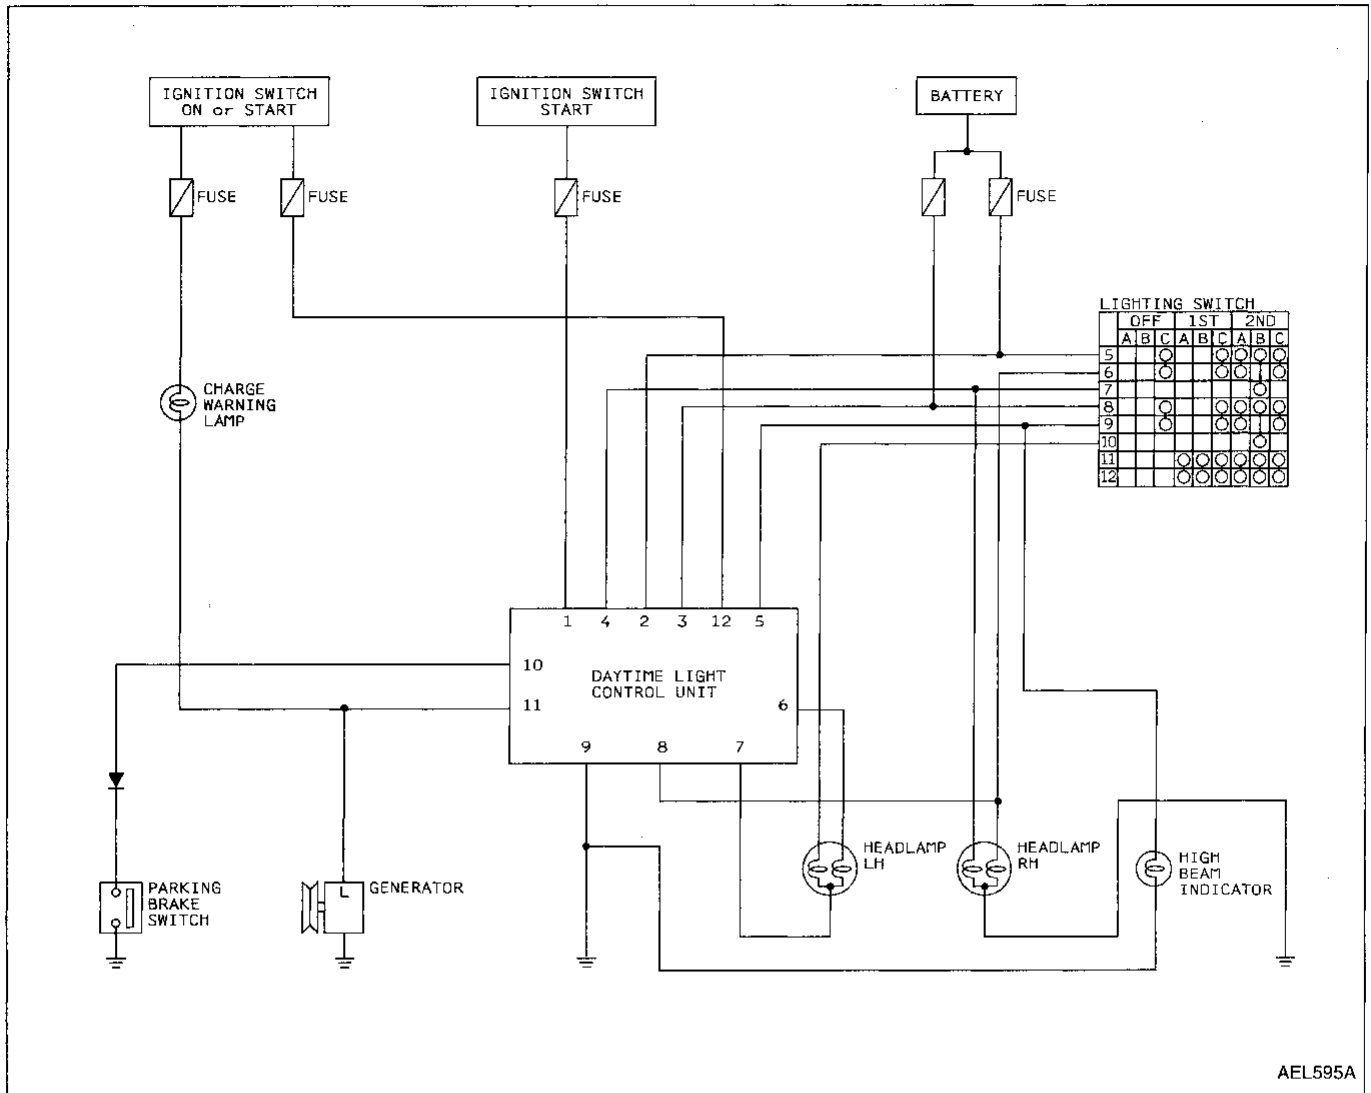 IGNITION SWITCH
ON or START
IGNITION SWITCH
START
BATTERY
FUSE
FUSE
FUSE
FUSE
LIGHTING SWITCH
OFF 1ST 2ND
A B C A B C A B C
5
6
7
8
9
10
11
12
CHARGE
WARNING
LAMP
1 4 2 3 12 5
10
DAYTIME LIGHT
CONTROL UNIT
11
6
9 8 7
HEADLAMP
LH
HEADLAMP
RH
HIGH
BEAM
INDICATOR
PARKING
BRAKE
SWITCH
L
GENERATOR
AEL595A